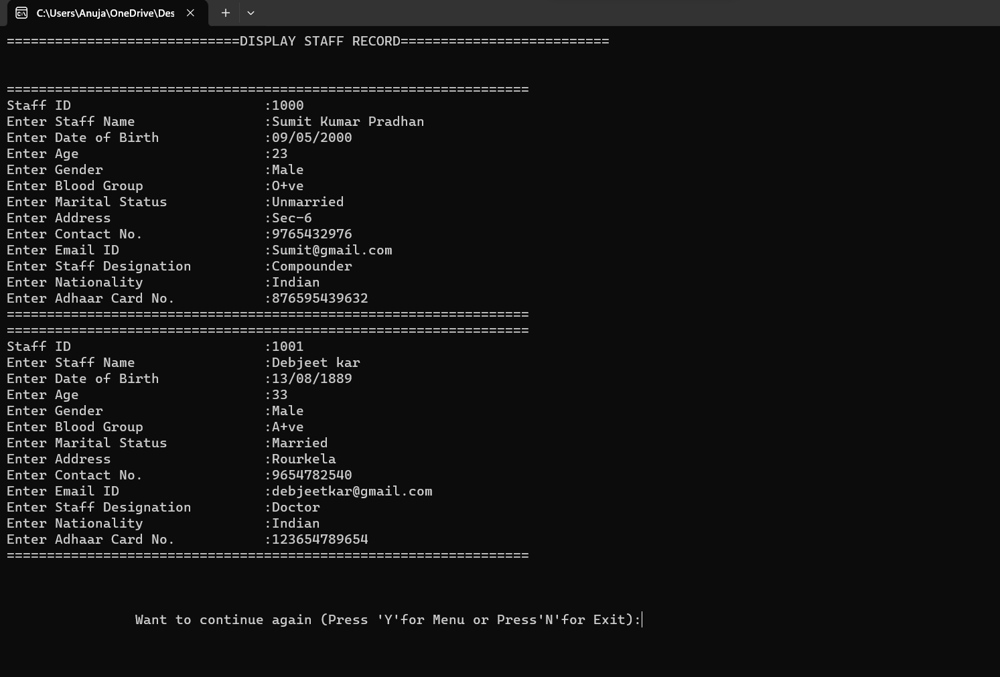 C:\Users\Anuja\OneDrive\Des
=============================DISPLAY STAFF RECORD==========================
=================================================================
Staff ID                        :1000
Enter Staff Name                :Sumit Kumar Pradhan
Enter Date of Birth             :09/05/2000
Enter Age                       :23
Enter Gender                    :Male
Enter Blood Group               :O+ve
Enter Marital Status            :Unmarried
Enter Address                   :Sec-6
Enter Contact No.               :9765432976
Enter Email ID                  :Sumit@gmail.com
Enter Staff Designation         :Compounder
Enter Nationality               :Indian
Enter Adhaar Card No.           :876595439632
=================================================================
=================================================================
Staff ID                        :1001
Enter Staff Name                :Debjeet kar
Enter Date of Birth             :13/08/1889
Enter Age                       :33
Enter Gender                    :Male
Enter Blood Group               :A+ve
Enter Marital Status            :Married
Enter Address                   :Rourkela
Enter Contact No.               :9654782540
Enter Email ID                  :debjeetkar@gmail.com
Enter Staff Designation         :Doctor
Enter Nationality               :Indian
Enter Adhaar Card No.           :123654789654
=================================================================
Want to continue again (Press 'Y'for Menu or Press'N'for Exit):